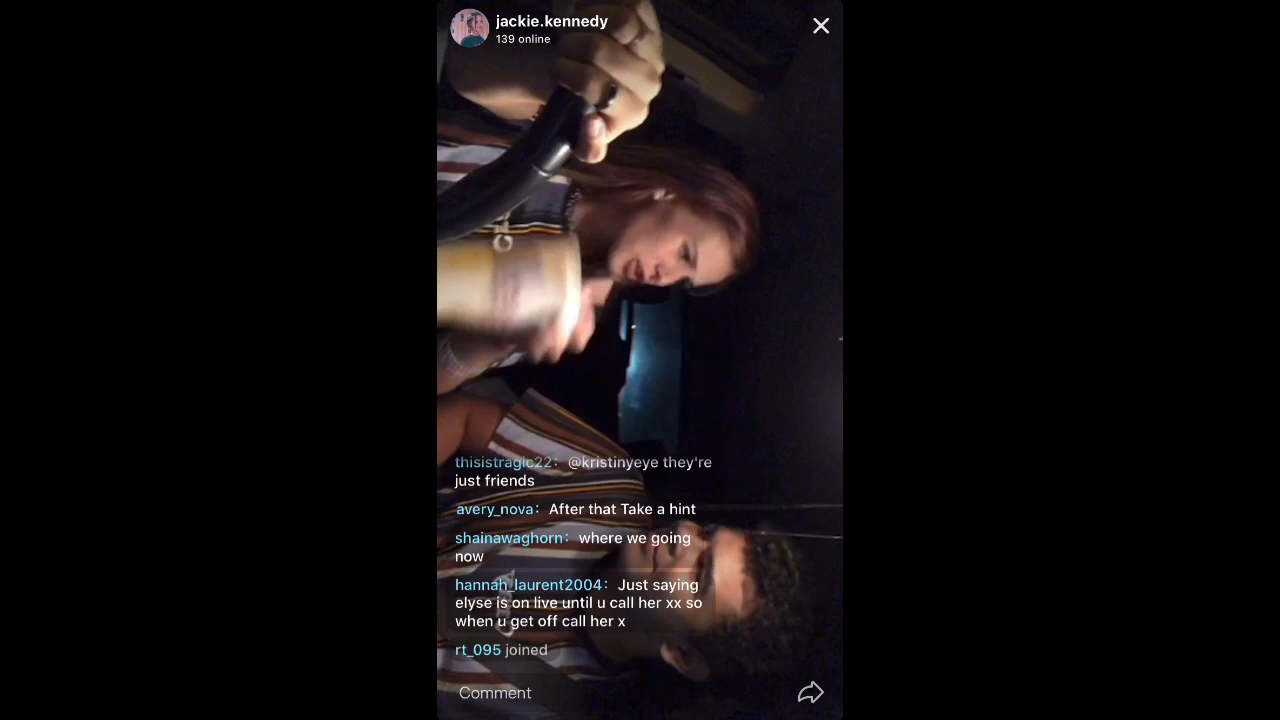 jackie.kennedy
139 online
thisistragic22: @kristinyeye they're
just friends
avery_nova: After that Take a hint
shainawaghorn: where we going
now
hannah_laurent2004: Just saying
elyse is on live until u call her xx so
when u get off call her x
rt_095 joined
Comment